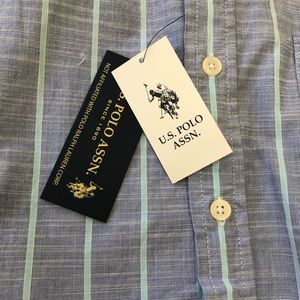 NOT AFFILIATED WITH POLO RALPH LAUREN CORP.
U.S. POLO ASSN.
SINCE 1890
U.S. POLO
ASSN.